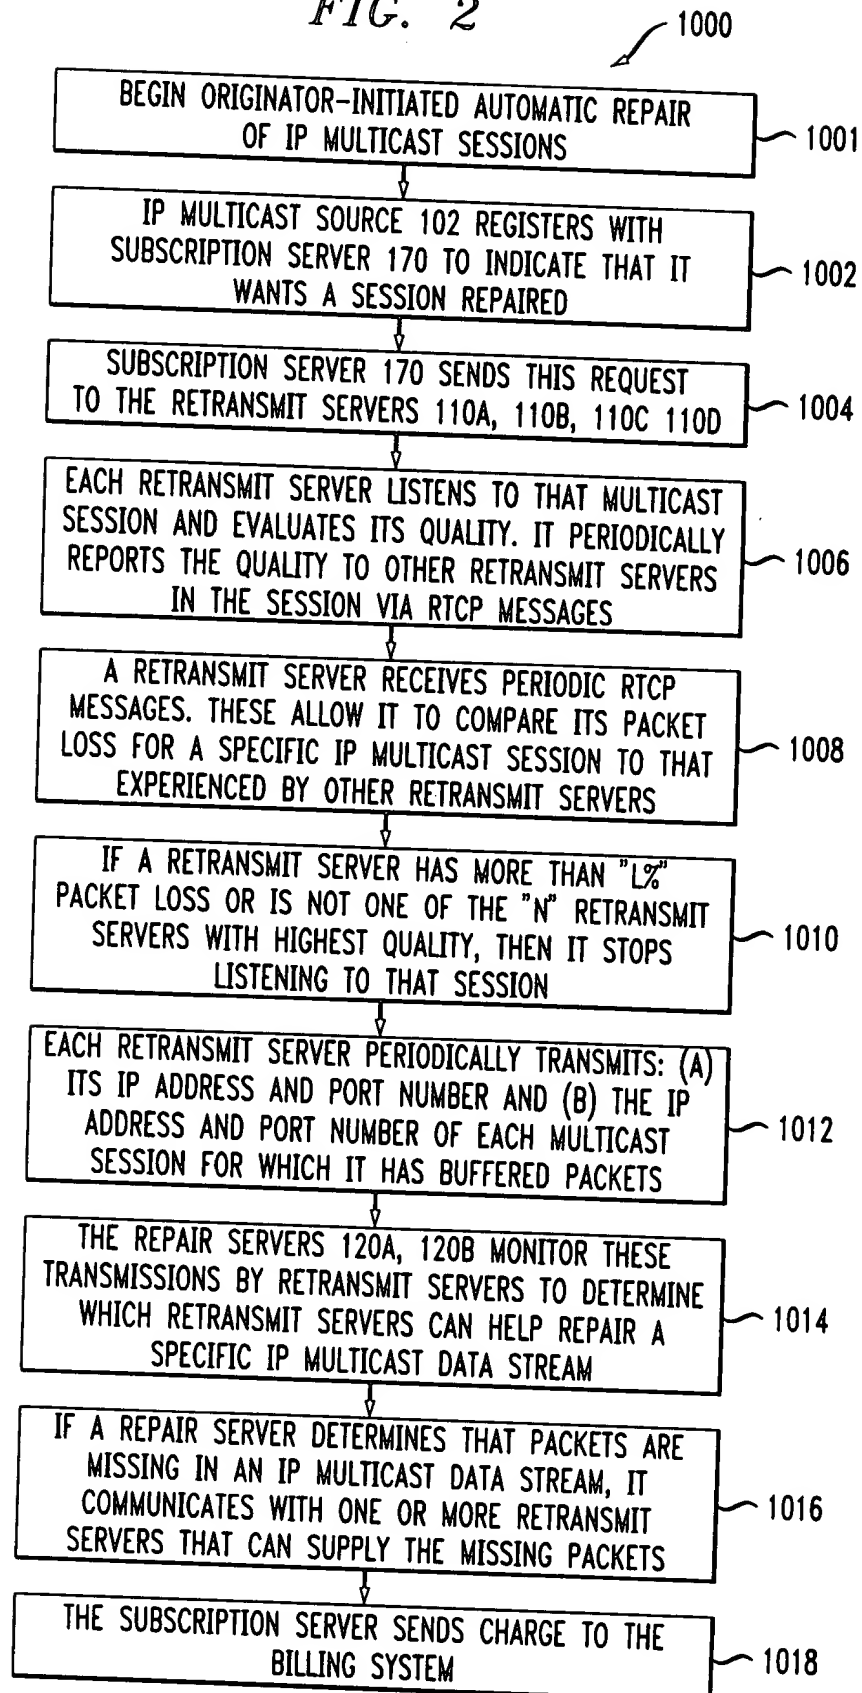 FIG. 2
1000
BEGIN ORIGINATOR-INITIATED AUTOMATIC REPAIR
OF IP MULTICAST SESSIONS
1001
IP MULTICAST SOURCE 102 REGISTERS WITH
SUBSCRIPTION SERVER 170 TO INDICATE THAT IT
WANTS A SESSION REPAIRED
1002
SUBSCRIPTION SERVER 170 SENDS THIS REQUEST
TO THE RETRANSMIT SERVERS 110A, 110B, 110C 110D
1004
EACH RETRANSMIT SERVER LISTENS TO THAT MULTICAST
SESSION AND EVALUATES ITS QUALITY. IT PERIODICALLY
REPORTS THE QUALITY TO OTHER RETRANSMIT SERVERS
IN THE SESSION VIA RTCP MESSAGES
1006
A RETRANSMIT SERVER RECEIVES PERIODIC RTCP
MESSAGES. THESE ALLOW IT TO COMPARE ITS PACKET
LOSS FOR A SPECIFIC IP MULTICAST SESSION TO THAT
EXPERIENCED BY OTHER RETRANSMIT SERVERS
1008
IF A RETRANSMIT SERVER HAS MORE THAN "L%"
PACKET LOSS OR IS NOT ONE OF THE "N" RETRANSMIT
SERVERS WITH HIGHEST QUALITY, THEN IT STOPS
LISTENING TO THAT SESSION
1010
EACH RETRANSMIT SERVER PERIODICALLY TRANSMITS: (A)
ITS IP ADDRESS AND PORT NUMBER AND (B) THE IP
ADDRESS AND PORT NUMBER OF EACH MULTICAST
SESSION FOR WHICH IT HAS BUFFERED PACKETS
1012
THE REPAIR SERVERS 120A, 120B MONITOR THESE
TRANSMISSIONS BY RETRANSMIT SERVERS TO DETERMINE
WHICH RETRANSMIT SERVERS CAN HELP REPAIR A
SPECIFIC IP MULTICAST DATA STREAM
1014
IF A REPAIR SERVER DETERMINES THAT PACKETS ARE
MISSING IN AN IP MULTICAST DATA STREAM, IT
COMMUNICATES WITH ONE OR MORE RETRANSMIT
SERVERS THAT CAN SUPPLY THE MISSING PACKETS
1016
THE SUBSCRIPTION SERVER SENDS CHARGE TO THE
BILLING SYSTEM
1018